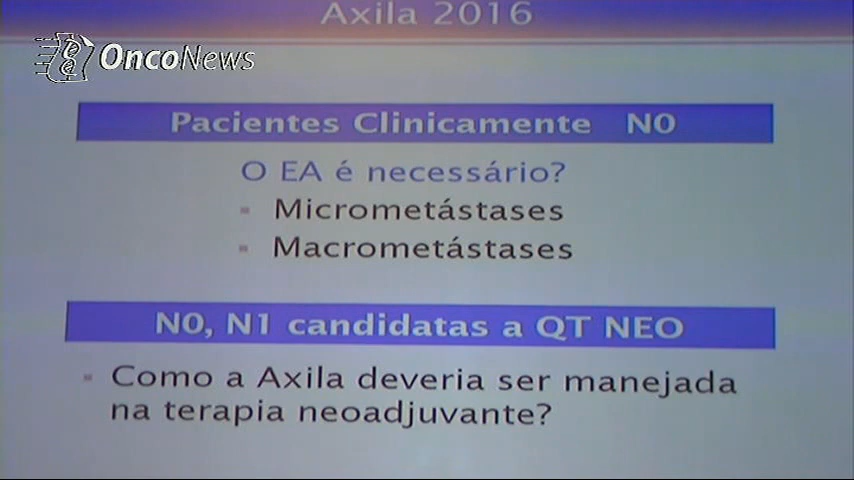 Axila 2016
OncoNews
Pacientes Clinicamente N0
O EA é necessário?
Micrometástases
Macrometástases
N0, N1 candidatas a QT NEO
Como a Axila deveria ser manejada
na terapia neoadjuvante?